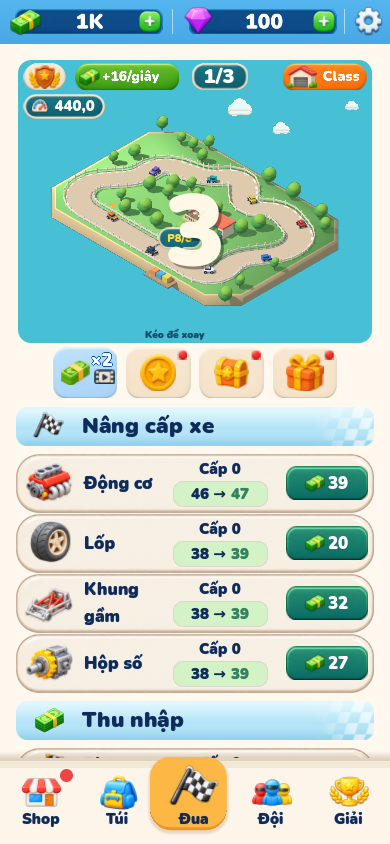 1K
100
+16/giây
1/3
Class
440,0
3
P8/8
Kéo để xoay
x2
Nâng cấp xe
Động cơ
Cấp 0
46 → 47
39
Lốp
Cấp 0
38 → 39
20
Khung gầm
Cấp 0
38 → 39
32
Hộp số
Cấp 0
38 → 39
27
Thu nhập
Shop
Túi
Đua
Đội
Giải